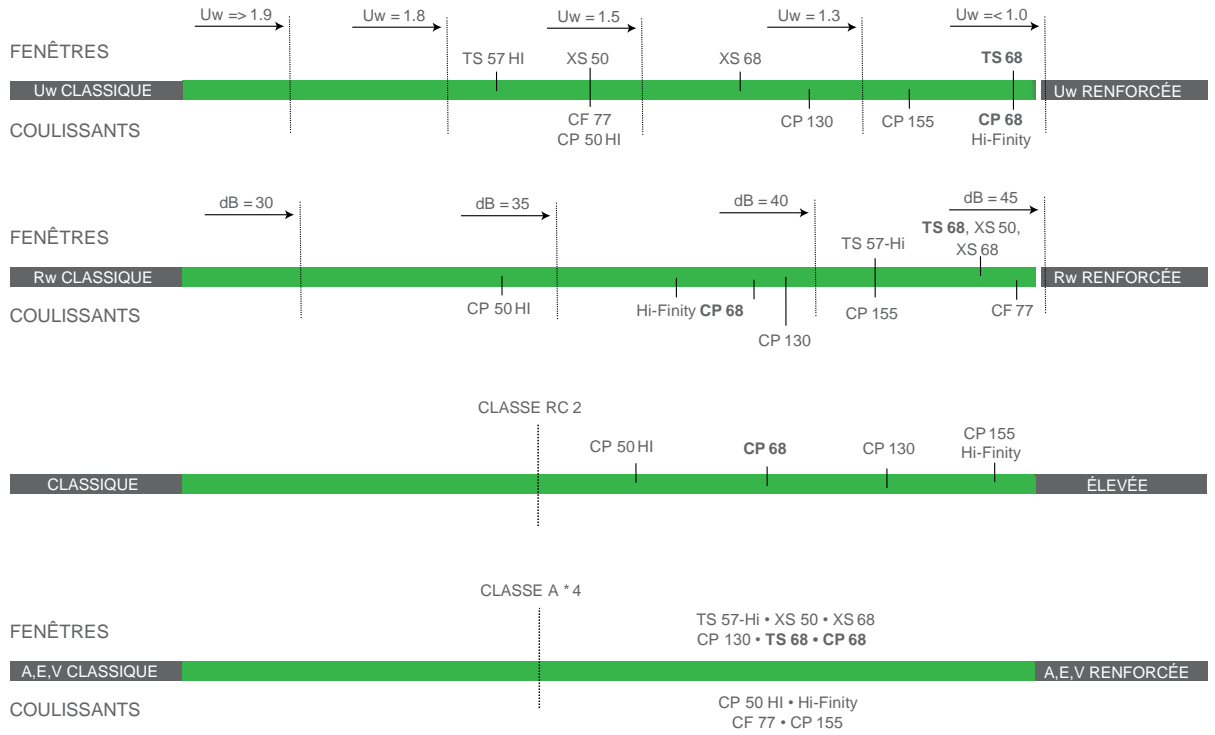 Uw => 1.9
Uw = 1.8
Uw = 1.5
Uw = 1.3
Uw =< 1.0
FENÊTRES
TS 57 HI
XS 50
XS 68
TS 68
Uw CLASSIQUE
Uw RENFORCÉE
COULISSANTS
CF 77
CP 50 HI
CP 130
CP 155
CP 68
Hi-Finity
dB = 30
dB = 35
dB = 40
dB = 45
FENÊTRES
TS 57-Hi
TS 68, XS 50,
XS 68
Rw CLASSIQUE
Rw RENFORCÉE
COULISSANTS
CP 50 HI
Hi-Finity CP 68
CP 130
CP 155
CF 77
CLASSE RC 2
CP 50 HI
CP 68
CP 130
CP 155
Hi-Finity
CLASSIQUE
ÉLEVÉE
CLASSE A * 4
FENÊTRES
TS 57-Hi • XS 50 • XS 68
CP 130 • TS 68 • CP 68
A,E,V CLASSIQUE
A,E,V RENFORCÉE
COULISSANTS
CP 50 HI • Hi-Finity
CF 77 • CP 155